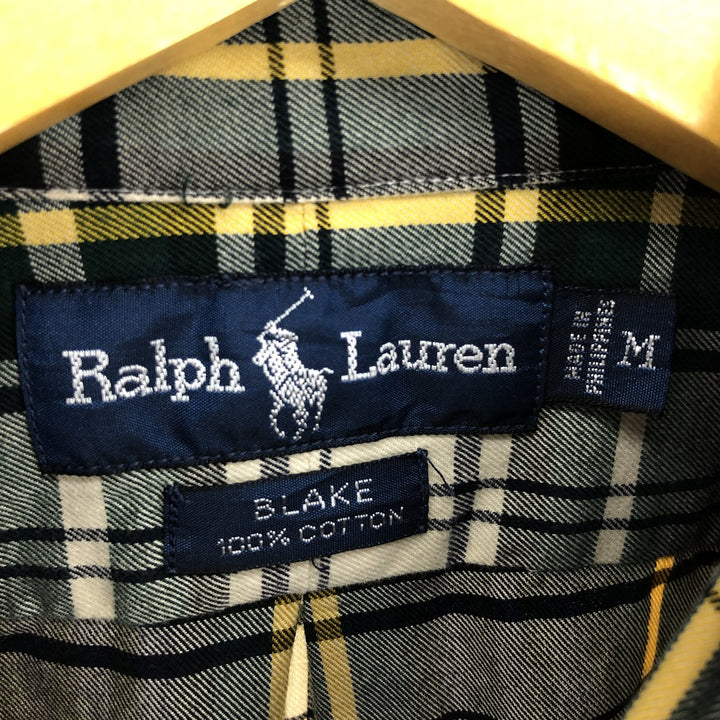 Ralph Lauren
MADE IN
PHILIPPINES
M
BLAKE
100% COTTON